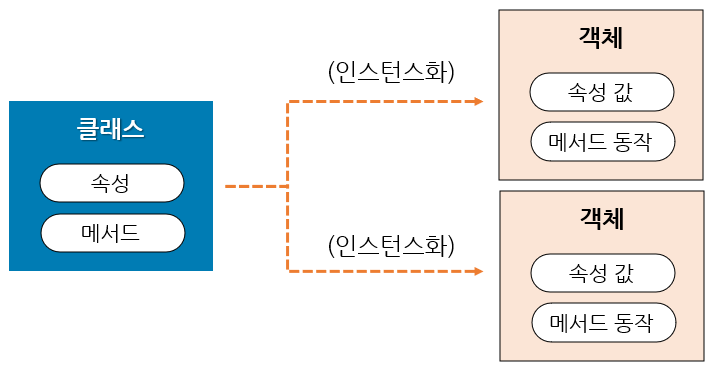 클래스
속성
메서드
(인스턴스화)
(인스턴스화)
객체
속성 값
메서드 동작
객체
속성 값
메서드 동작